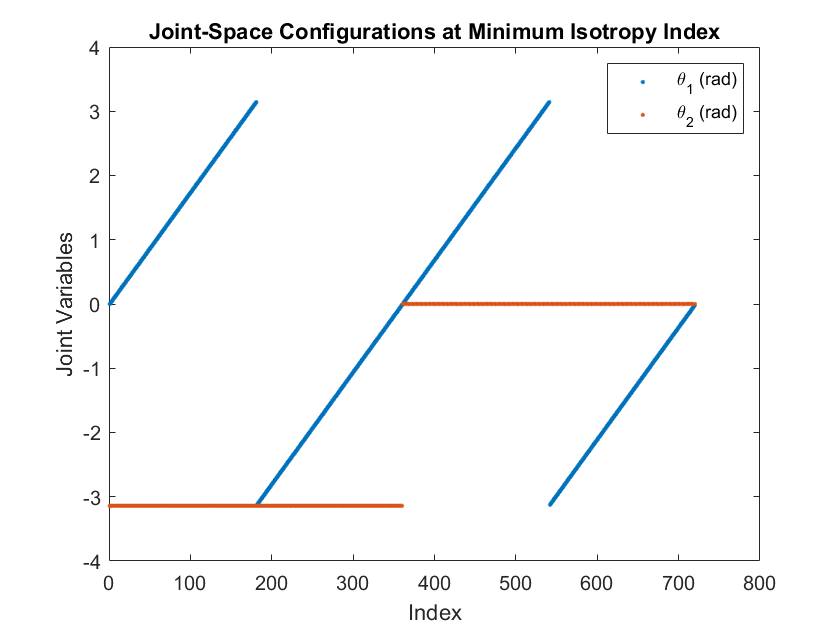 Joint-Space Configurations at Minimum Isotropy Index
θ1 (rad)
θ2 (rad)
Joint Variables
4
3
2
1
0
-1
-2
-3
-4
0 100 200 300 400 500 600 700 800
Index